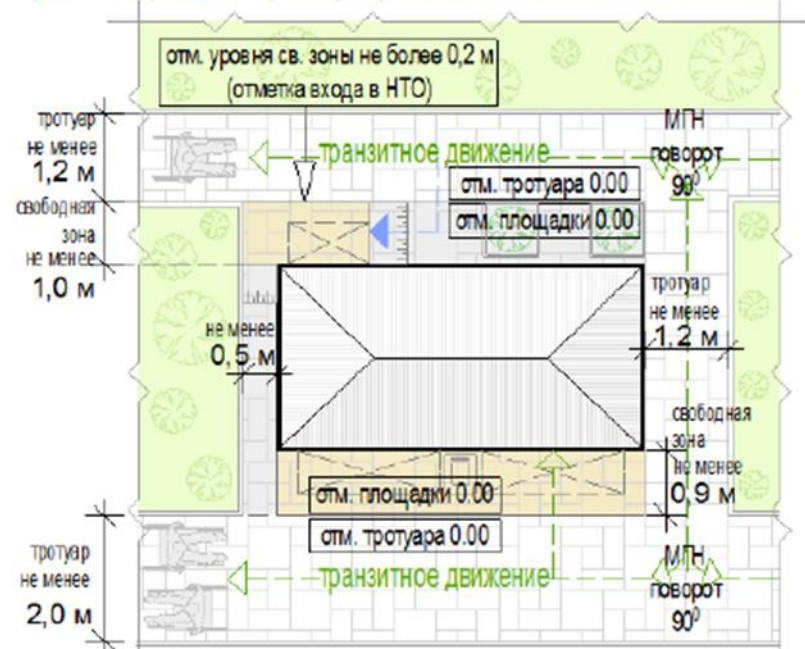 отм. уровня св. зоны не более 0,2 м
(отметка входа в НТО)
тротуар
не менее
1,2 м
транзитное движение
МГН
поворот
90⁰
отм. тротуара 0.00
отм. площадки 0.00
свободная
зона
не менее
1,0 м
тротуар
не менее
1,2 м
не менее
0,5 м
свободная
зона
не менее
0,9 м
отм. площадки 0.00
отм. тротуара 0.00
тротуар
не менее
2,0 м
транзитное движение
МГН
поворот
90⁰